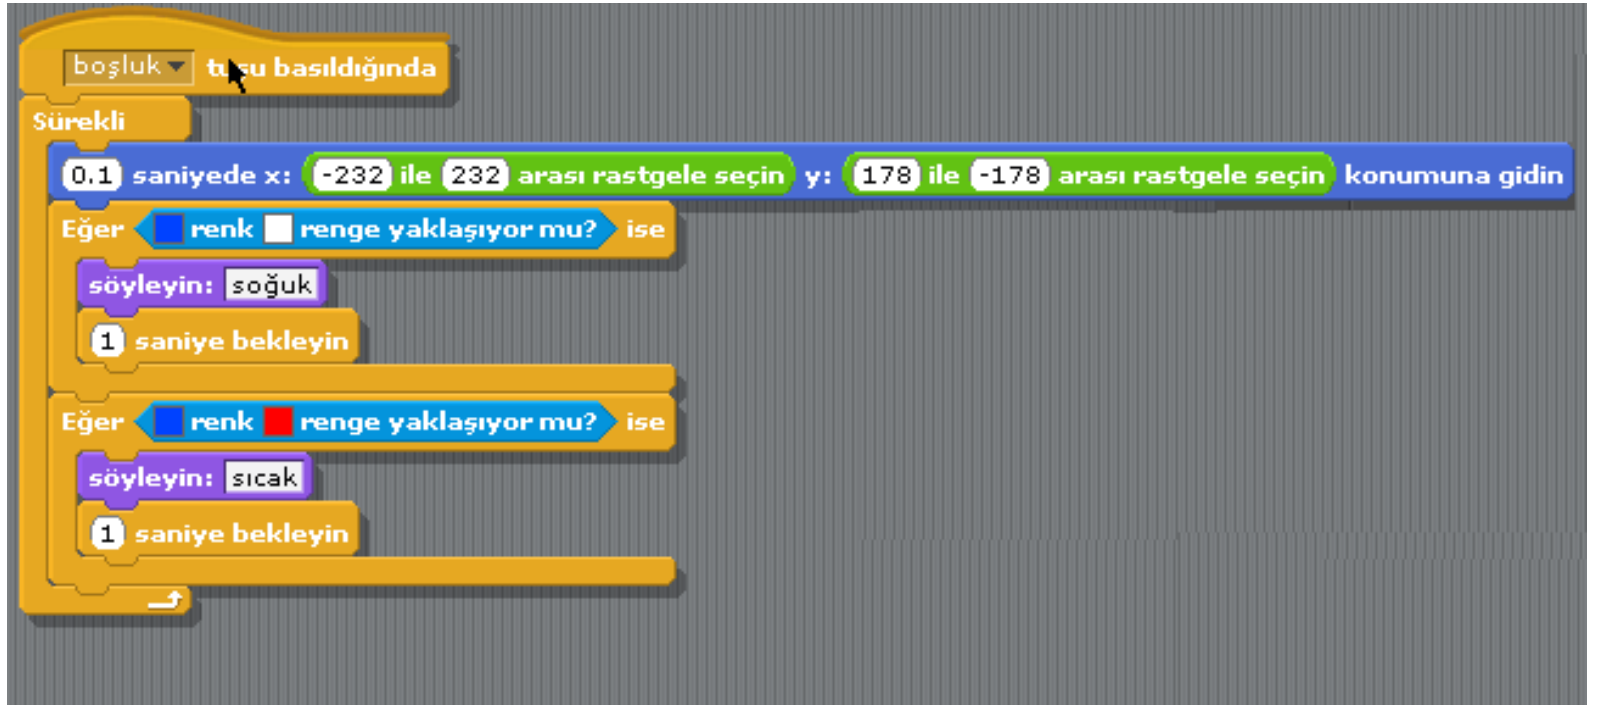 boşluk tuşu basıldığında
Sürekli
0.1 saniyede x: -232 ile 232 arası rastgele seçin y: 178 ile -178 arası rastgele seçin konumuna gidin
Eğer renk renge yaklaşıyor mu? ise
söyleyin: soğuk
1 saniye bekleyin
Eğer renk renge yaklaşıyor mu? ise
söyleyin: sıcak
1 saniye bekleyin